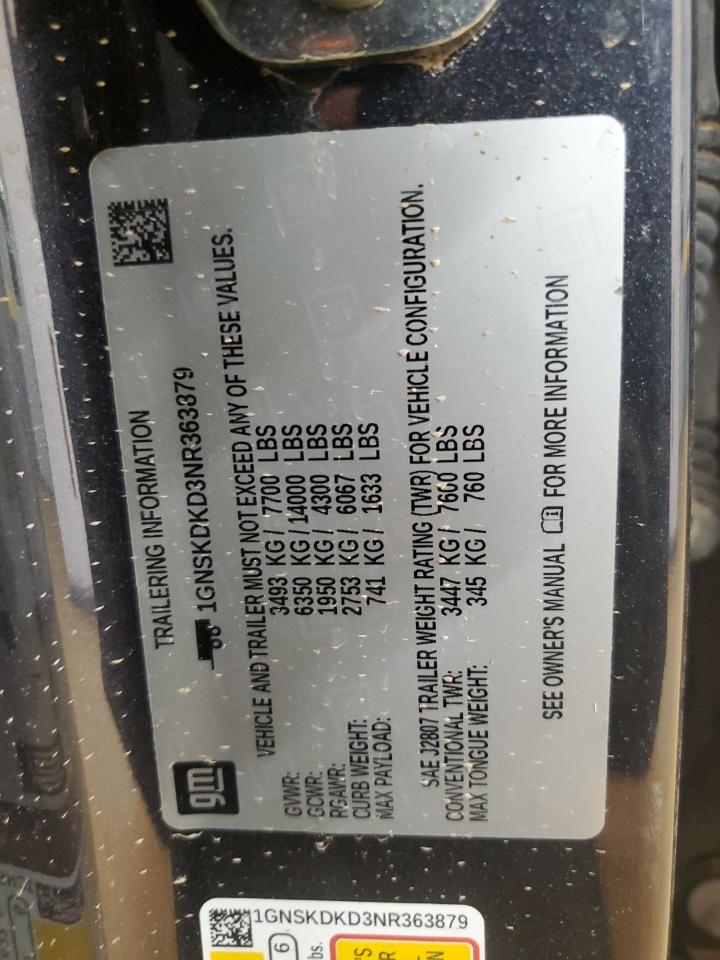 gm
TRAILERING INFORMATION
1GNSKDKD3NR363879
VEHICLE AND TRAILER MUST NOT EXCEED ANY OF THESE VALUES.
GVWR: 3493 KG / 7700 LBS
GCWR: 6350 KG / 14000 LBS
RGAWR: 1950 KG / 4300 LBS
CURB WEIGHT: 2753 KG / 6067 LBS
MAX PAYLOAD: 741 KG / 1633 LBS
SAE J2807 TRAILER WEIGHT RATING (TWR) FOR VEHICLE CONFIGURATION.
CONVENTIONAL TWR: 3447 KG / 7600 LBS
MAX TONGUE WEIGHT: 345 KG / 760 LBS
SEE OWNER'S MANUAL FOR MORE INFORMATION
1GNSKDKD3NR363879
6
lbs.